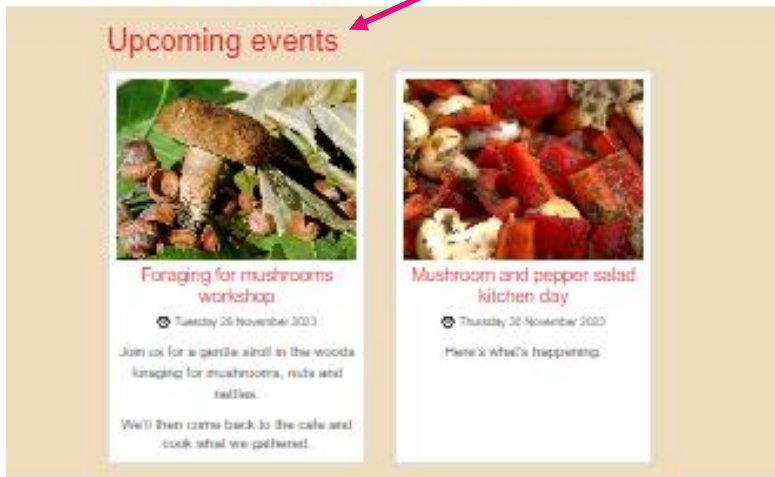 Upcoming events
Foraging for mushrooms
workshop
Tuesday 28 November 2023
Join us for a gentle stroll in the woods
foraging for mushrooms, nuts and
nettles.
We'll then come back to the cafe and
cook what we gathered.
Mushroom and pepper salad
kitchen day
Thursday 30 November 2023
Here's what's happening.